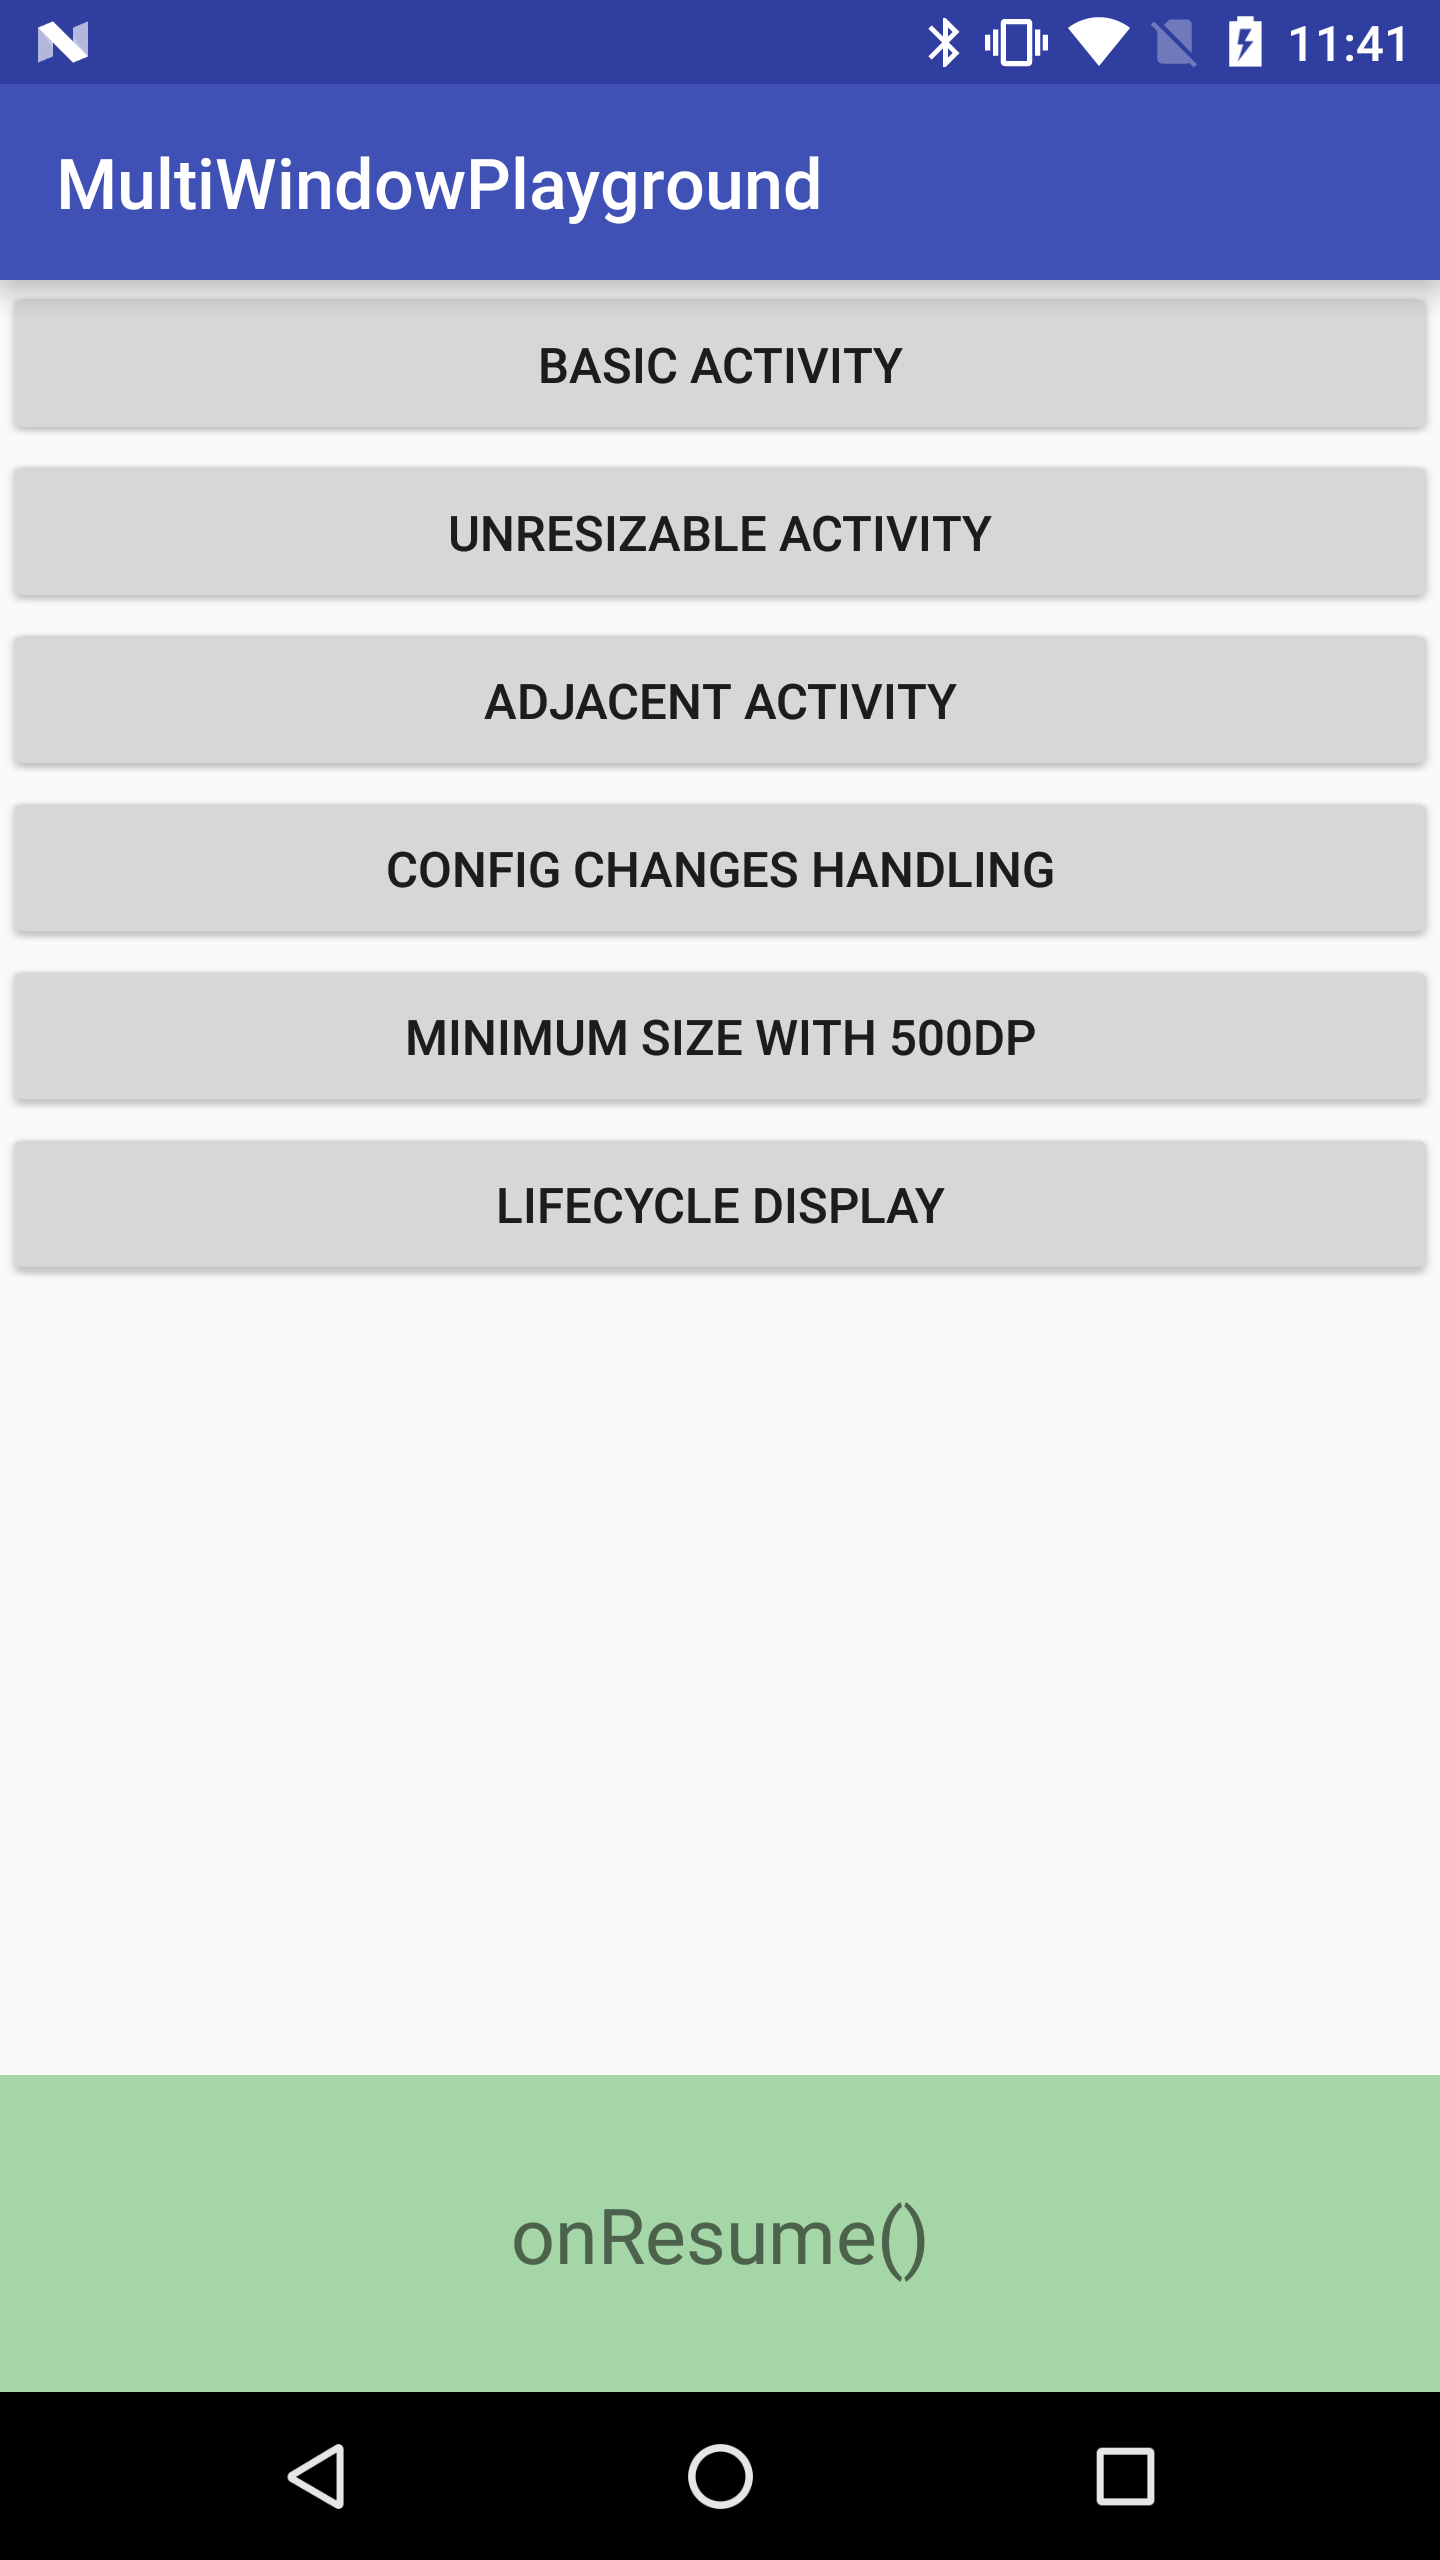 11:41
MultiWindowPlayground
BASIC ACTIVITY
UNRESIZABLE ACTIVITY
ADJACENT ACTIVITY
CONFIG CHANGES HANDLING
MINIMUM SIZE WITH 500DP
LIFECYCLE DISPLAY
onResume()